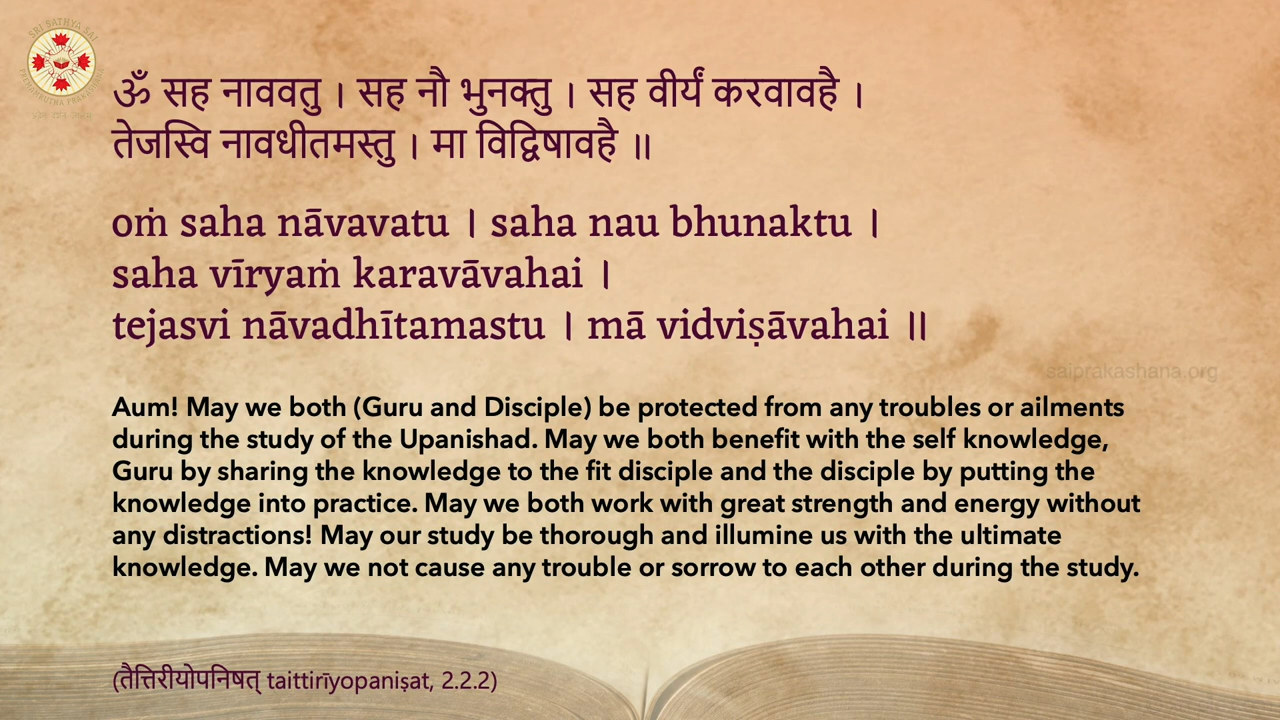 SRI SATHYA SAI
ॐ सह नाववतु । सह नौ भुनक्तु । सह वीर्यं करवावहै ।
तेजस्वि नावधीतमस्तु । मा विद्विषावहै ॥
oṁ saha nāvavatu । saha nau bhunaktu ।
saha vīryaṁ karavāvahai ।
tejasvi nāvadhītamastu । mā vidviṣāvahai ॥
saiprakashana.org
Aum! May we both (Guru and Disciple) be protected from any troubles or ailments
during the study of the Upanishad. May we both benefit with the self knowledge,
Guru by sharing the knowledge to the fit disciple and the disciple by putting the
knowledge into practice. May we both work with great strength and energy without
any distractions! May our study be thorough and illumine us with the ultimate
knowledge. May we not cause any trouble or sorrow to each other during the study.
(तैत्तिरीयोपनिषत् taittirīyopaniṣat, 2.2.2)